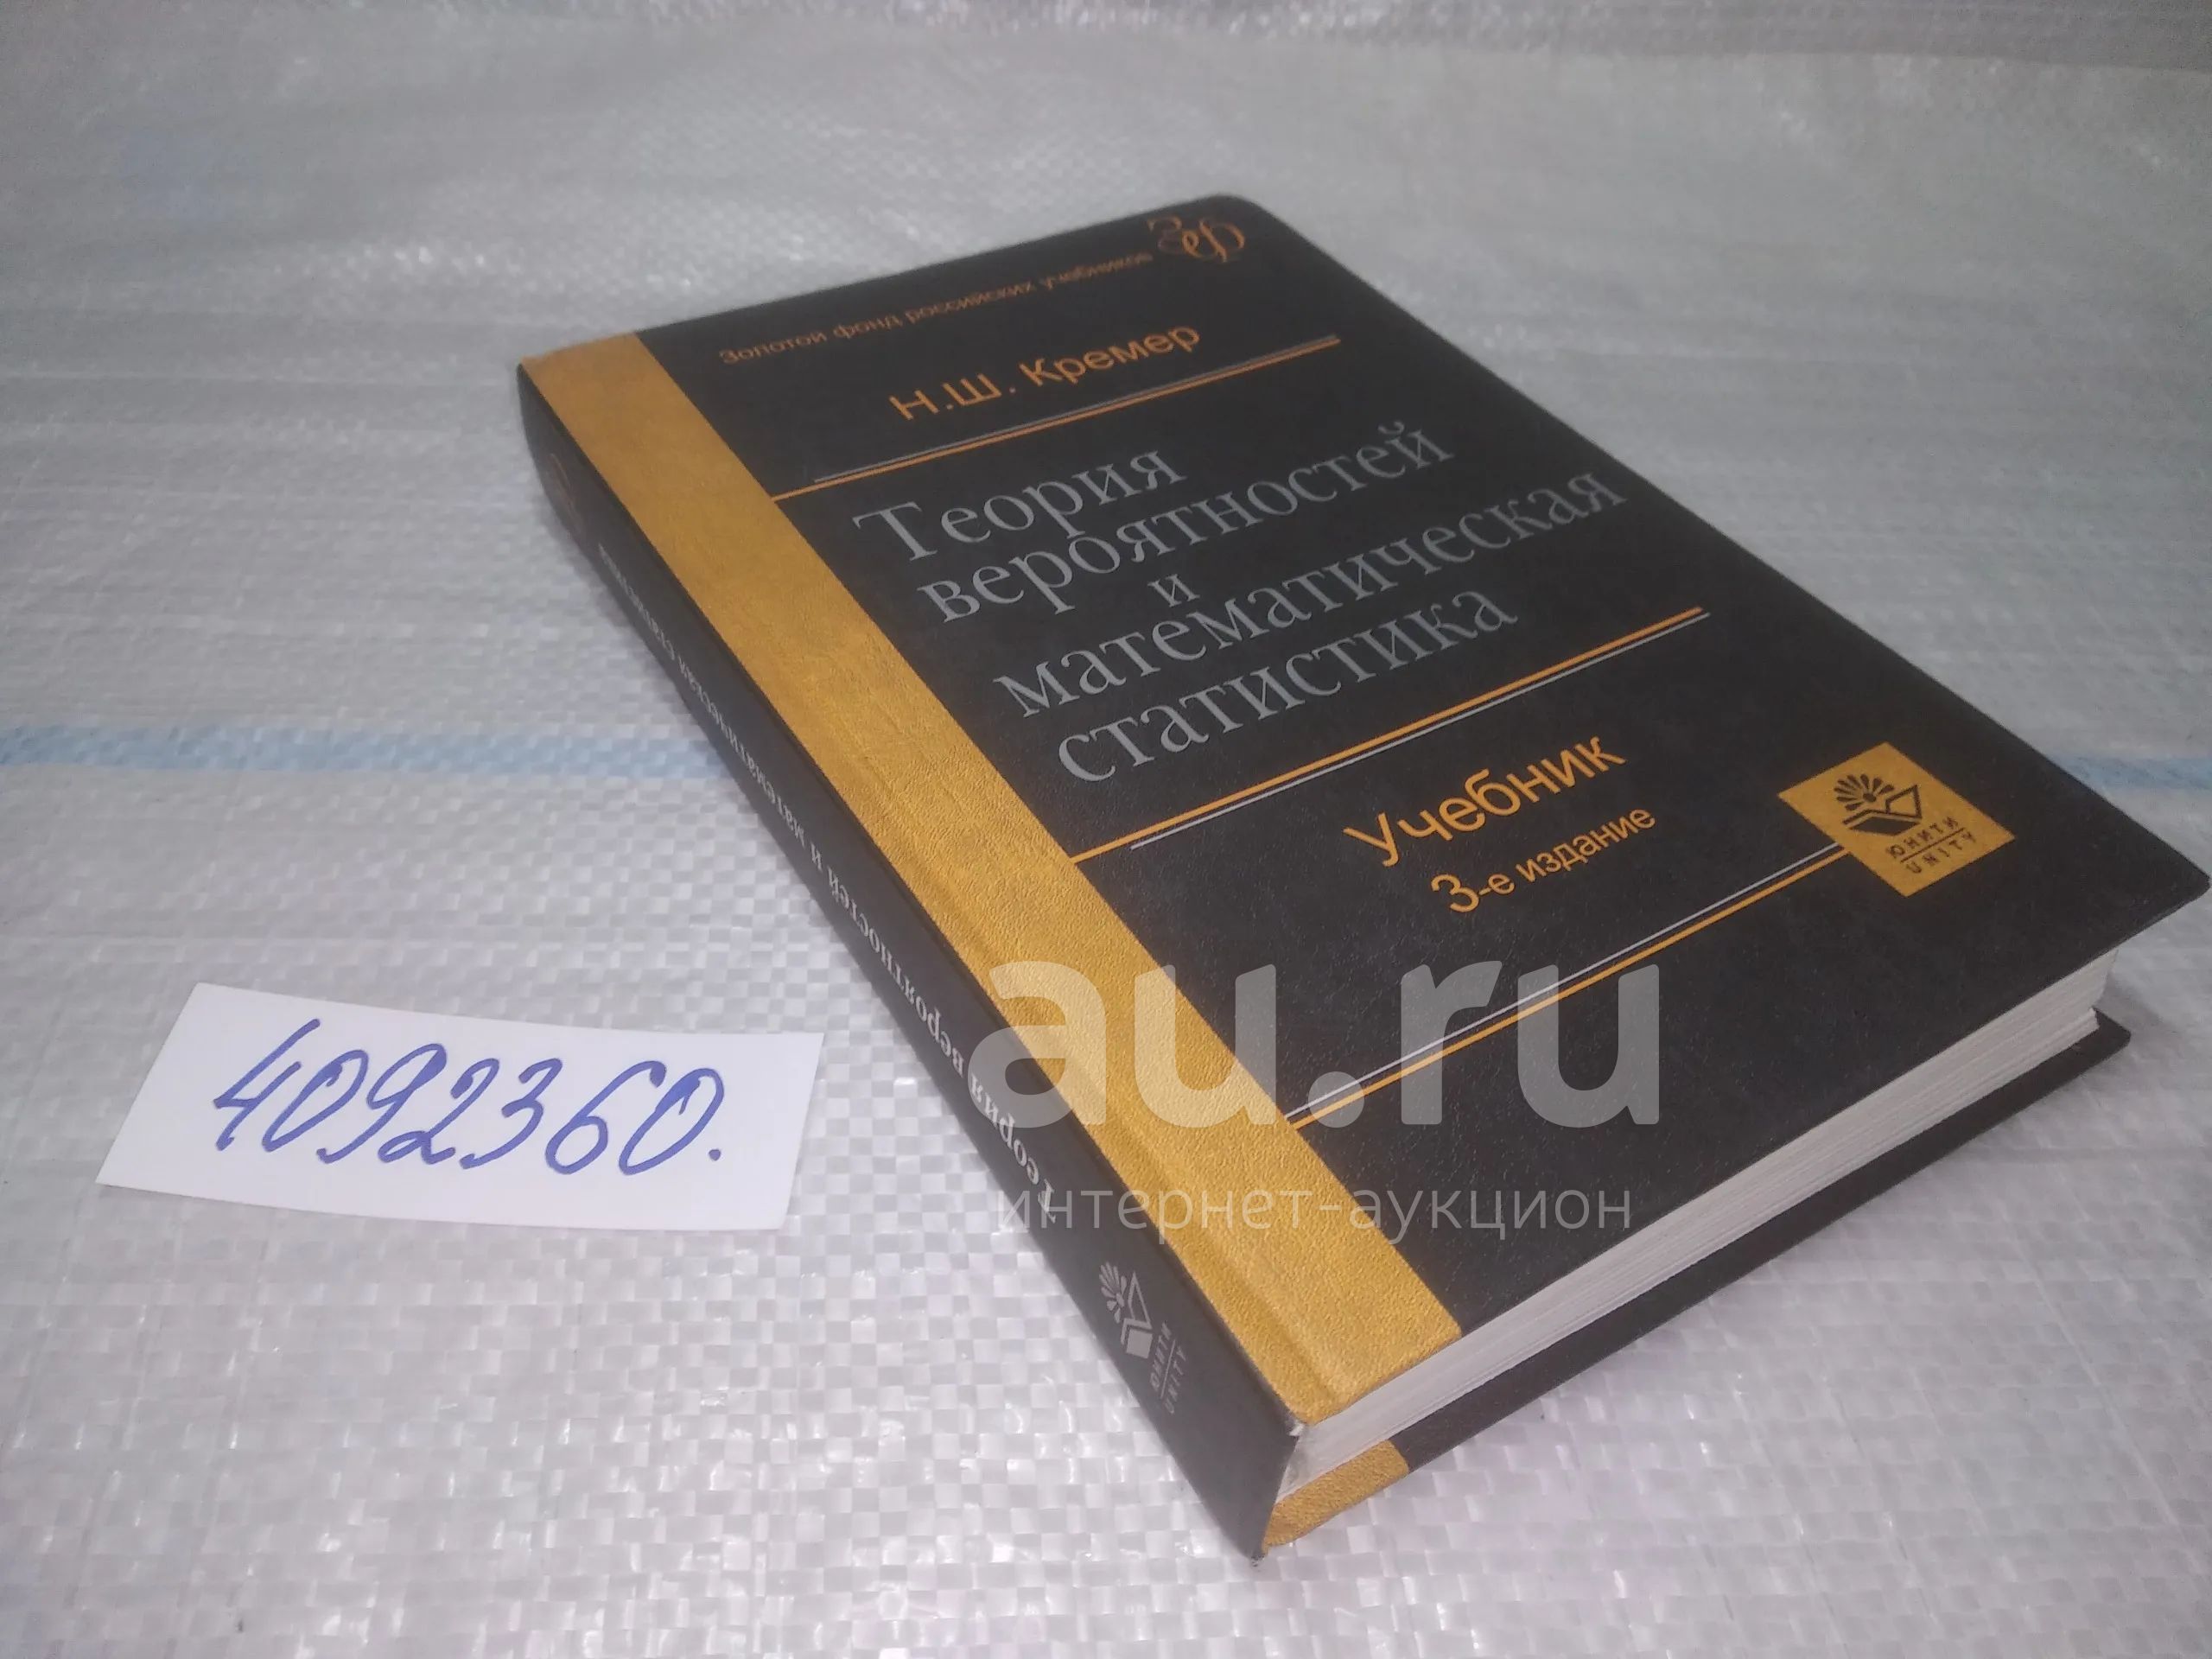 Золотой фонд российских учебников
Н.Ш. Кремер
Теория
вероятностей
и
математическая
статистика
Учебник
3-е издание
ЮНИТИ
UNITY
Теория вероятностей и математическая статистика
ЮНИТИ
UNITY
4092360.
au.ru
интернет-аукцион